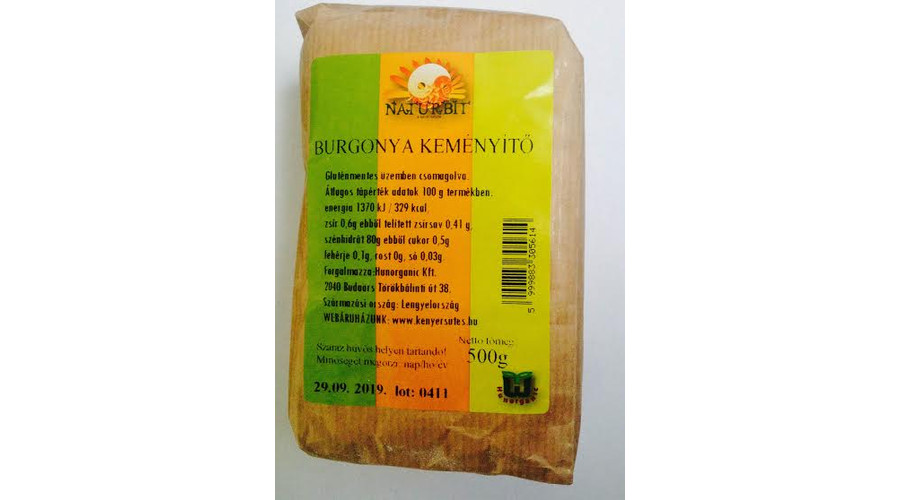 NATURBIT
BURGONYA KEMÉNYÍTŐ
Gluténmentes üzemben csomagolva.
Átlagos tápérték adatok 100 g termékben:
energia 1370 kJ / 329 kcal,
zsír 0,6g ebből telített zsírsav 0,41 g,
szénhidrát 80g ebből cukor 0,5g
fehérje 0,1g, rost 0g, só 0,03g.
Forgalmazza:Hunorganic Kft.
2040 Budaörs Törökbálinti út 38.
Származási ország: Lengyelország
WEBÁRUHÁZUNK: www.kenyersutes.hu
Nettó tömeg
500g
Száraz hűvös helyen tartandó!
Minőségét megőrzi: nap/hó/év
29.09. 2019. lot: 0411
5 999883 305614
Hunorganic